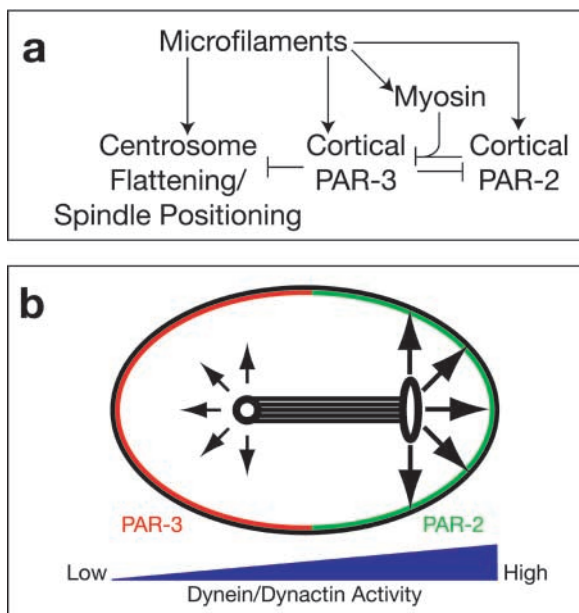 a
Microfilaments
Myosin
Centrosome Cortical Cortical
Flattening/ PAR-3 PAR-2
Spindle Positioning
b
PAR-3 PAR-2
Low High
Dynein/Dynactin Activity